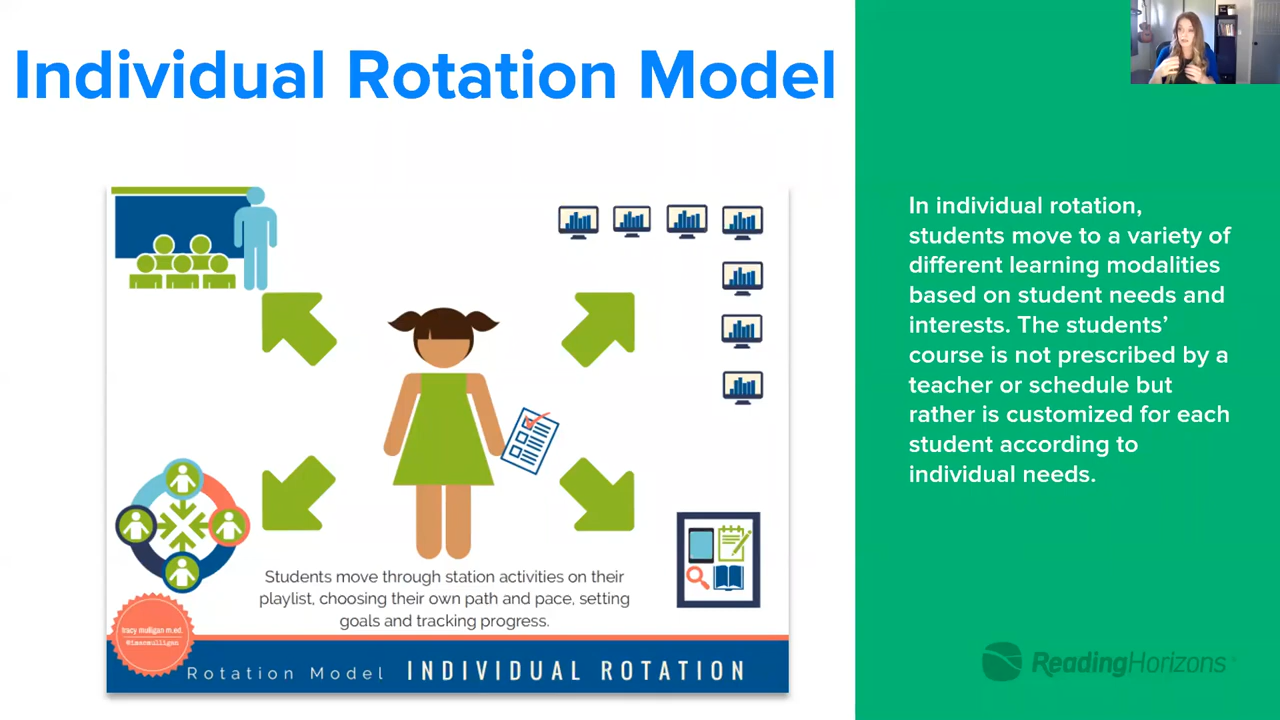 Individual Rotation Model
In individual rotation,
students move to a variety of
different learning modalities
based on student needs and
interests. The students’
course is not prescribed by a
teacher or schedule but
rather is customized for each
student according to
individual needs.
Students move through station activities on their
playlist, choosing their own path and pace, setting
goals and tracking progress.
tracy mulligan m.ed.
@imsmulligan
Rotation Model INDIVIDUAL ROTATION
ReadingHorizons